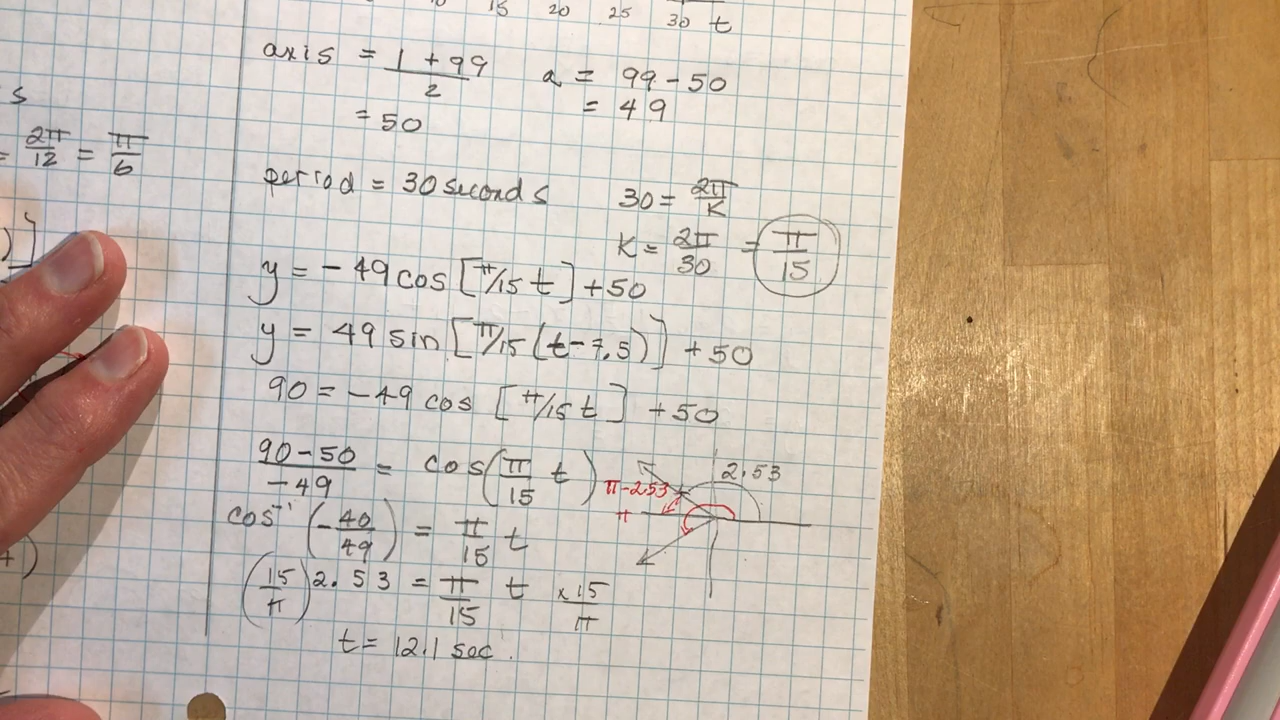 15 20 25 30 t
axis = 1 + 99 / 2 a = 99 - 50
= 50 = 49
s
= 2π/12 = π/6
period = 30 seconds 30 = 2π/K
K = 2π/30 = π/15
y = - 49 cos [π/15 t] + 50
y = 49 sin [π/15 (t - 7.5)] + 50
90 = - 49 cos [π/15 t] + 50
90 - 50 / - 49 = cos(π/15 t)
2.53
π-2.53
π
cos⁻¹ (- 40/49) = π/15 t
(15/π) 2.53 = π/15 t × 15/π
t = 12.1 sec.